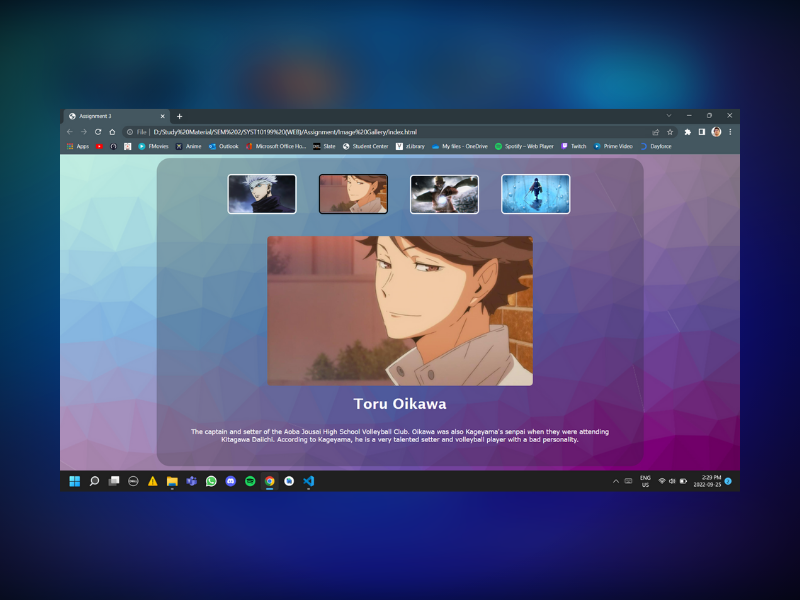 Assignment 3
File | D:/Study%20Material/SEM%202/SYST10199%20(WEB)/Assignment/Image%20Gallery/index.html
Apps FMovies Anime Outlook Microsoft Office Ho... Slate Student Center zLibrary My files - OneDrive Spotify – Web Player Twitch Prime Video Dayforce
Toru Oikawa
The captain and setter of the Aoba Jousai High School Volleyball Club. Oikawa was also Kageyama's senpai when they were attending
Kitagawa Daiichi. According to Kageyama, he is a very talented setter and volleyball player with a bad personality.
ENG
US
2:29 PM
2022-09-25